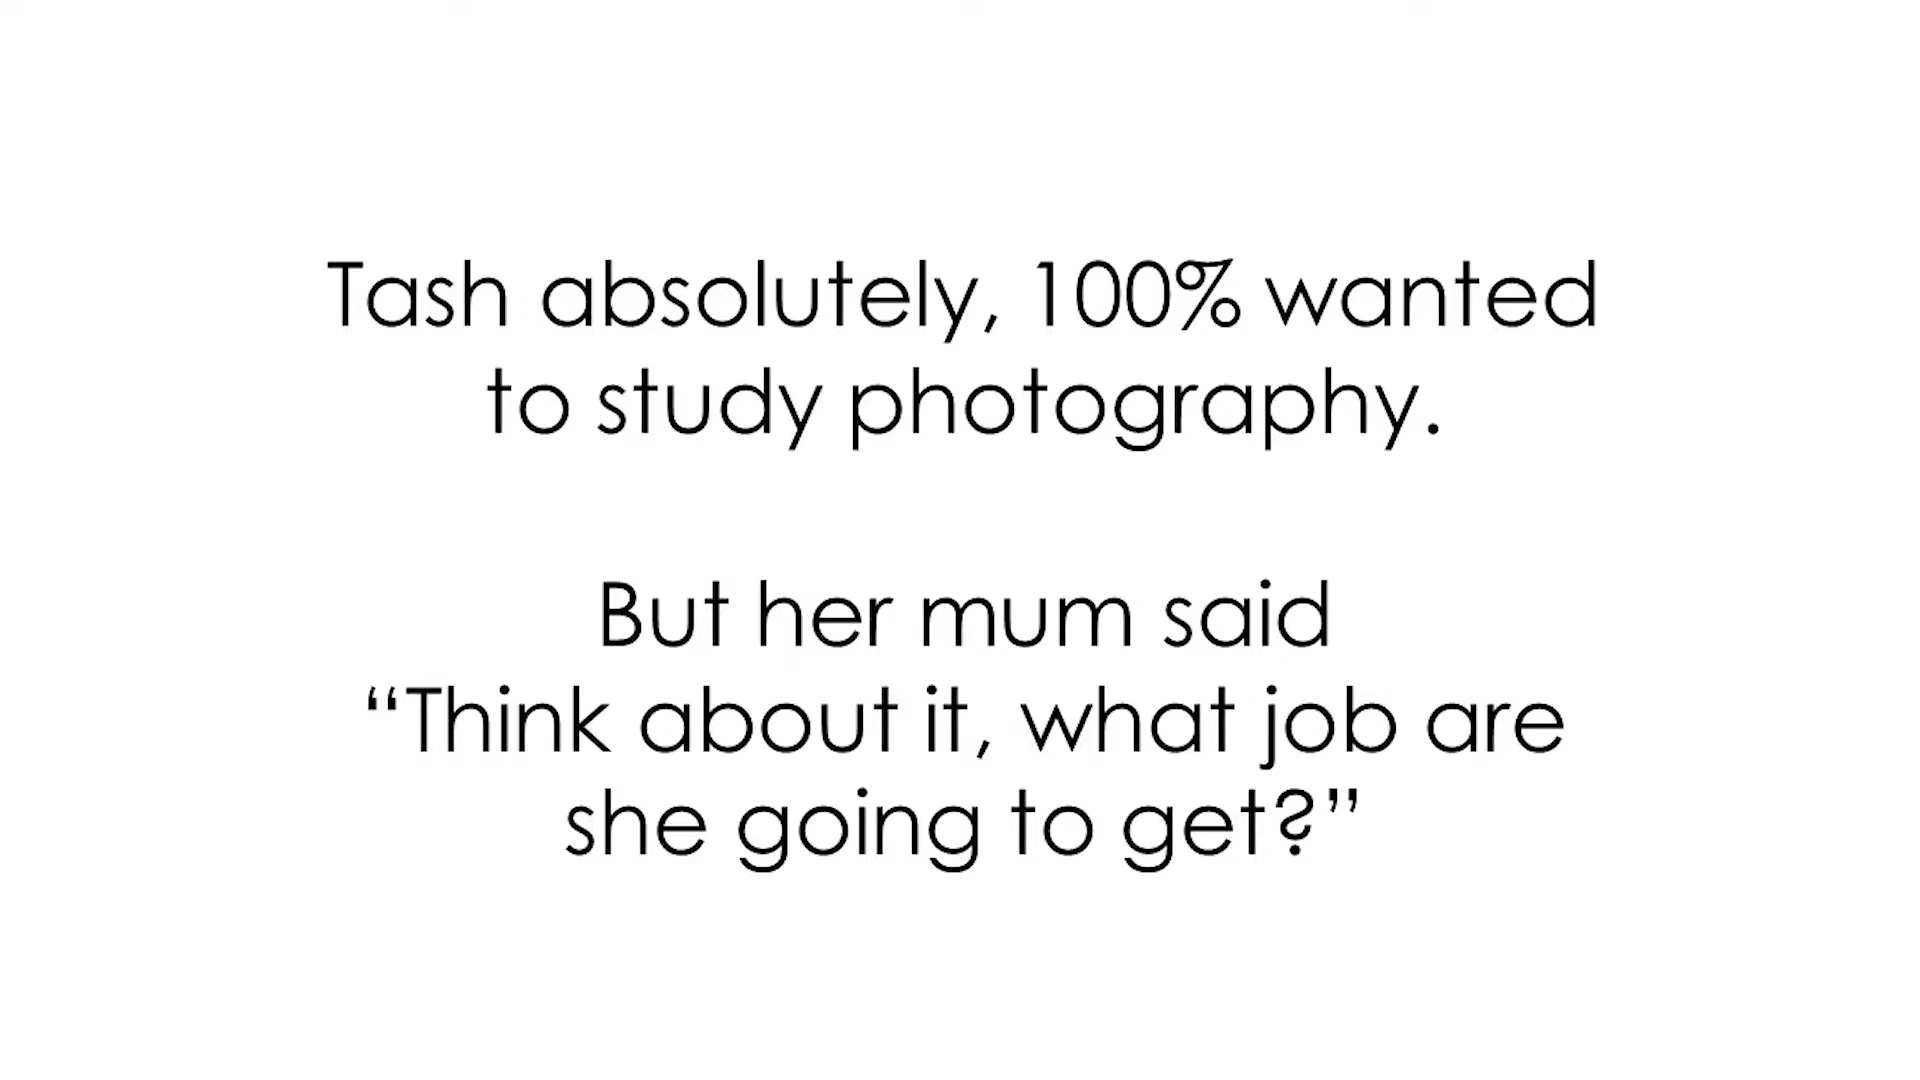 Tash absolutely, 100% wanted
to study photography.
But her mum said
“Think about it, what job are
she going to get?”